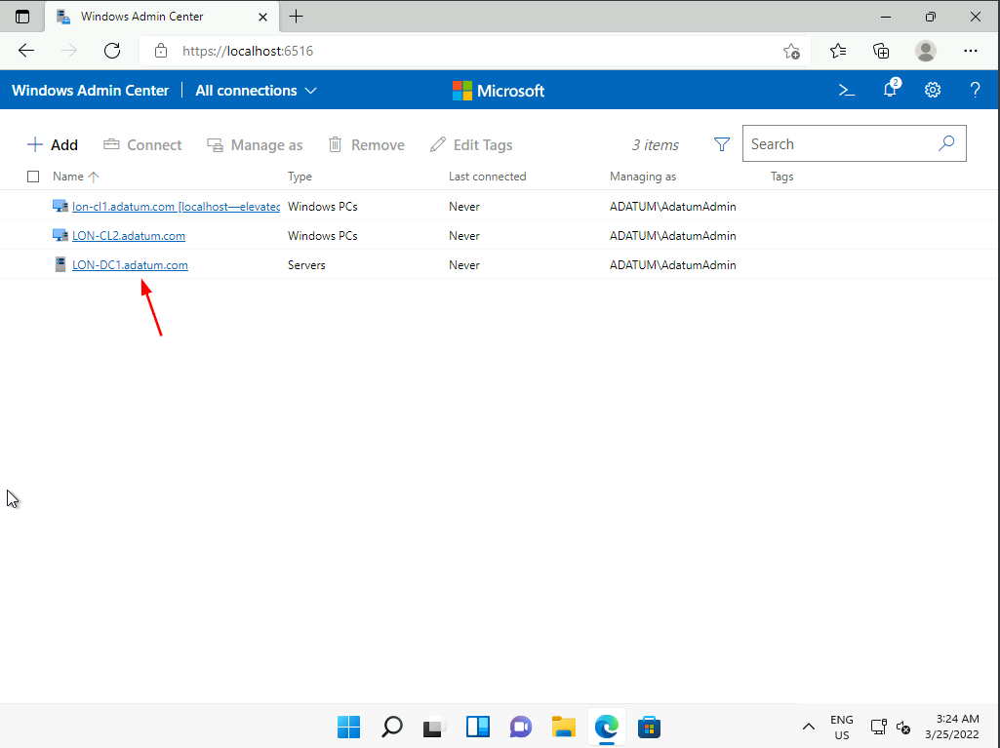 Windows Admin Center
https://localhost:6516
Windows Admin Center | All connections Microsoft 2 ?
Add Connect Manage as Remove Edit Tags 3 items Search
Name Type Last connected Managing as Tags
lon-cl1.adatum.com [localhost—elevated Windows PCs Never ADATUM\AdatumAdmin
LON-CL2.adatum.com Windows PCs Never ADATUM\AdatumAdmin
LON-DC1.adatum.com Servers Never ADATUM\AdatumAdmin
ENG 3:24 AM
US 3/25/2022